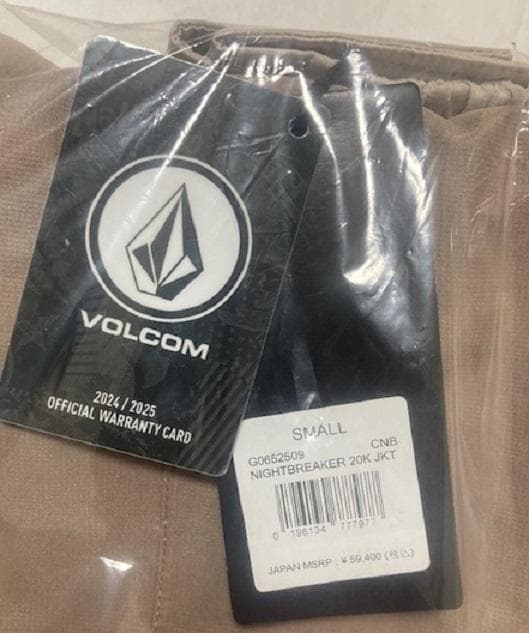 VOLCOM
2024 / 2025
OFFICIAL WARRANTY CARD
SMALL
G0652509 CNB
NIGHTBREAKER 20K JKT
0 196134 777977
JAPAN MSRP : ¥59,400 (税込)